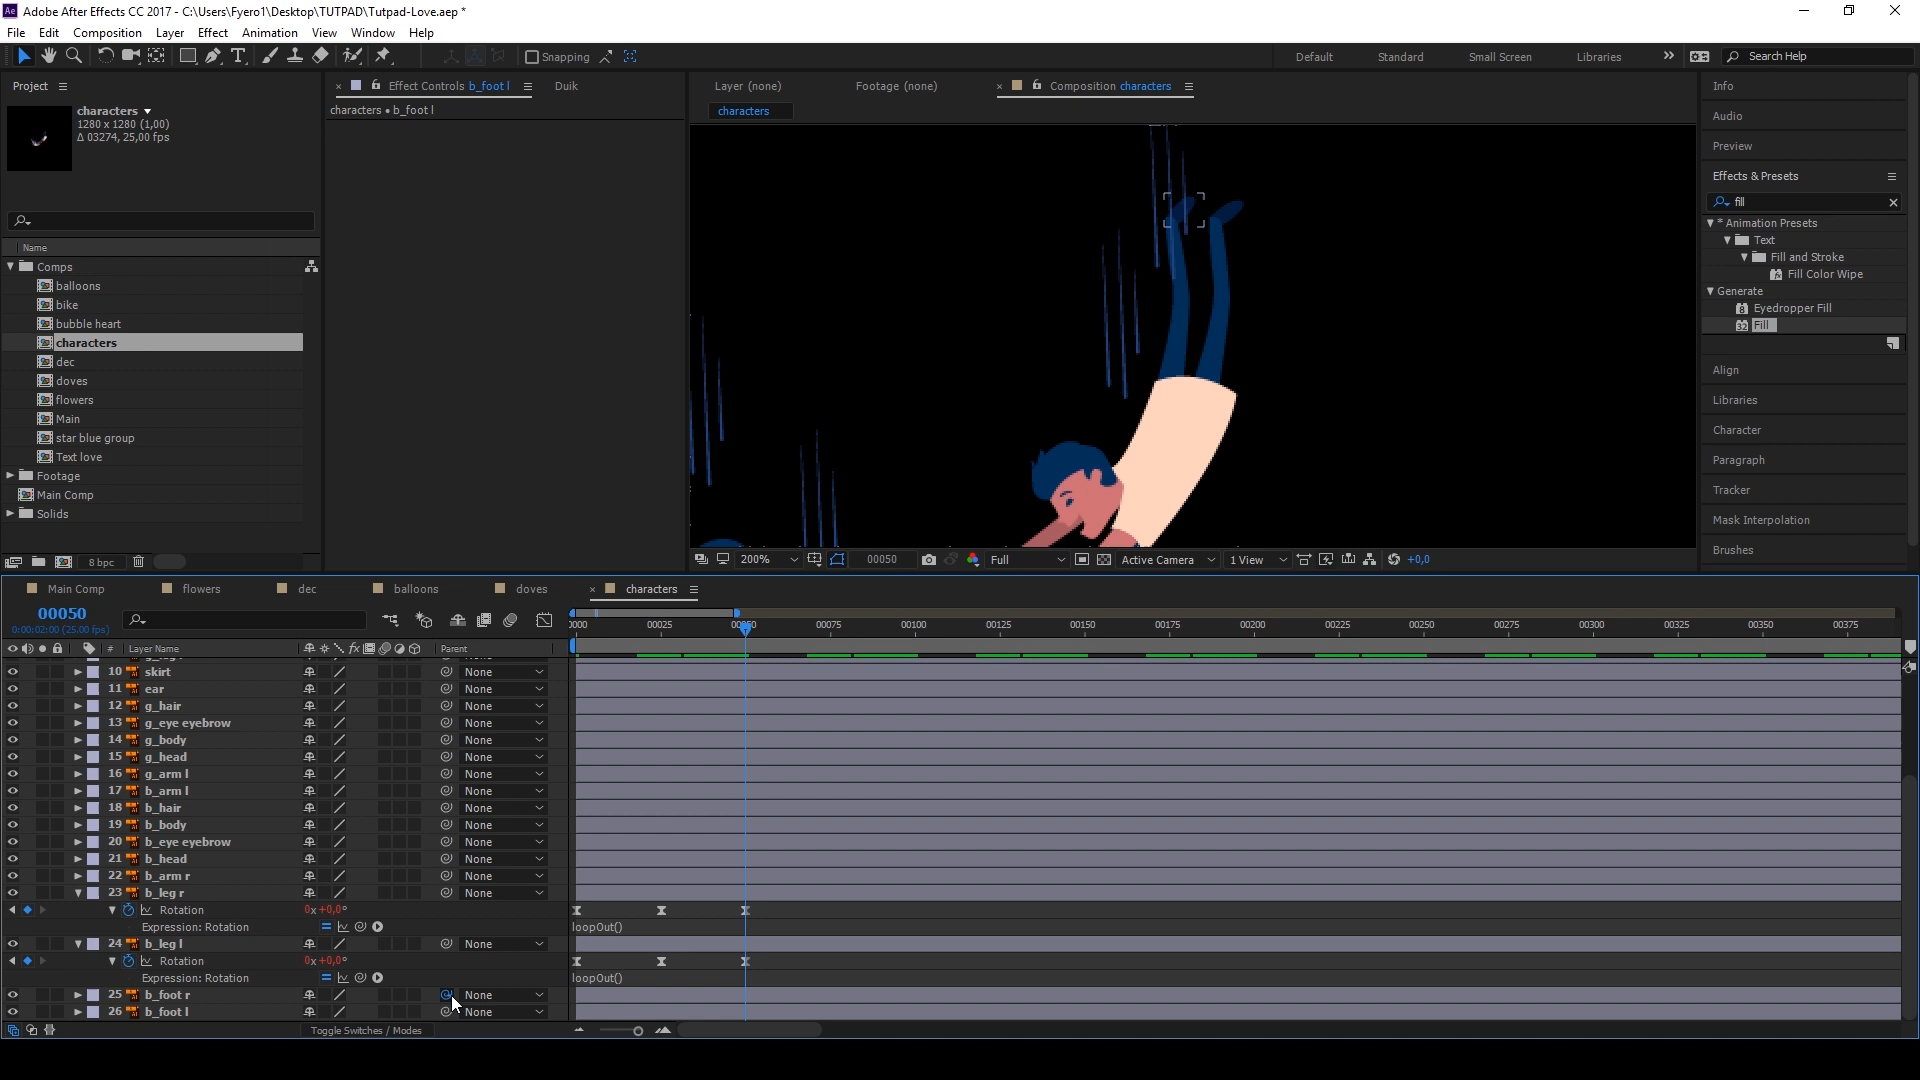 Adobe After Effects CC 2017 - C:\Users\Fyero1\Desktop\TUTPAD\Tutpad-Love.aep *
File Edit Composition Layer Effect Animation View Window Help
Snapping
Default Standard Small Screen Libraries
Search Help
Project
characters
1280 x 1280 (1,00)
Δ 03274, 25,00 fps
Name
Comps
balloons
bike
bubble heart
characters
dec
doves
flowers
Main
star blue group
Text love
Footage
Main Comp
Solids
8 bpc
Effect Controls b_foot l
Duik
characters • b_foot l
Layer (none)
Footage (none)
Composition characters
characters
200%
00050
Full
Active Camera
1 View
+0,0
Info
Audio
Preview
Effects & Presets
fill
* Animation Presets
Text
Fill and Stroke
Fill Color Wipe
Generate
Eyedropper Fill
Fill
Align
Libraries
Character
Paragraph
Tracker
Mask Interpolation
Brushes
Main Comp flowers dec balloons doves characters
00050
0:00:02:00 (25.00 fps)
0000 00025 00050 00075 00100 00125 00150 00175 00200 00225 00250 00275 00300 00325 00350 00375
# Layer Name Parent
10 skirt None
11 ear None
12 g_hair None
13 g_eye eyebrow None
14 g_body None
15 g_head None
16 g_arm l None
17 b_arm l None
18 b_hair None
19 b_body None
20 b_eye eyebrow None
21 b_head None
22 b_arm r None
23 b_leg r None
Rotation 0x+0,0°
Expression: Rotation loopOut()
24 b_leg l None
Rotation 0x+0,0°
Expression: Rotation loopOut()
25 b_foot r None
26 b_foot l None
Toggle Switches / Modes